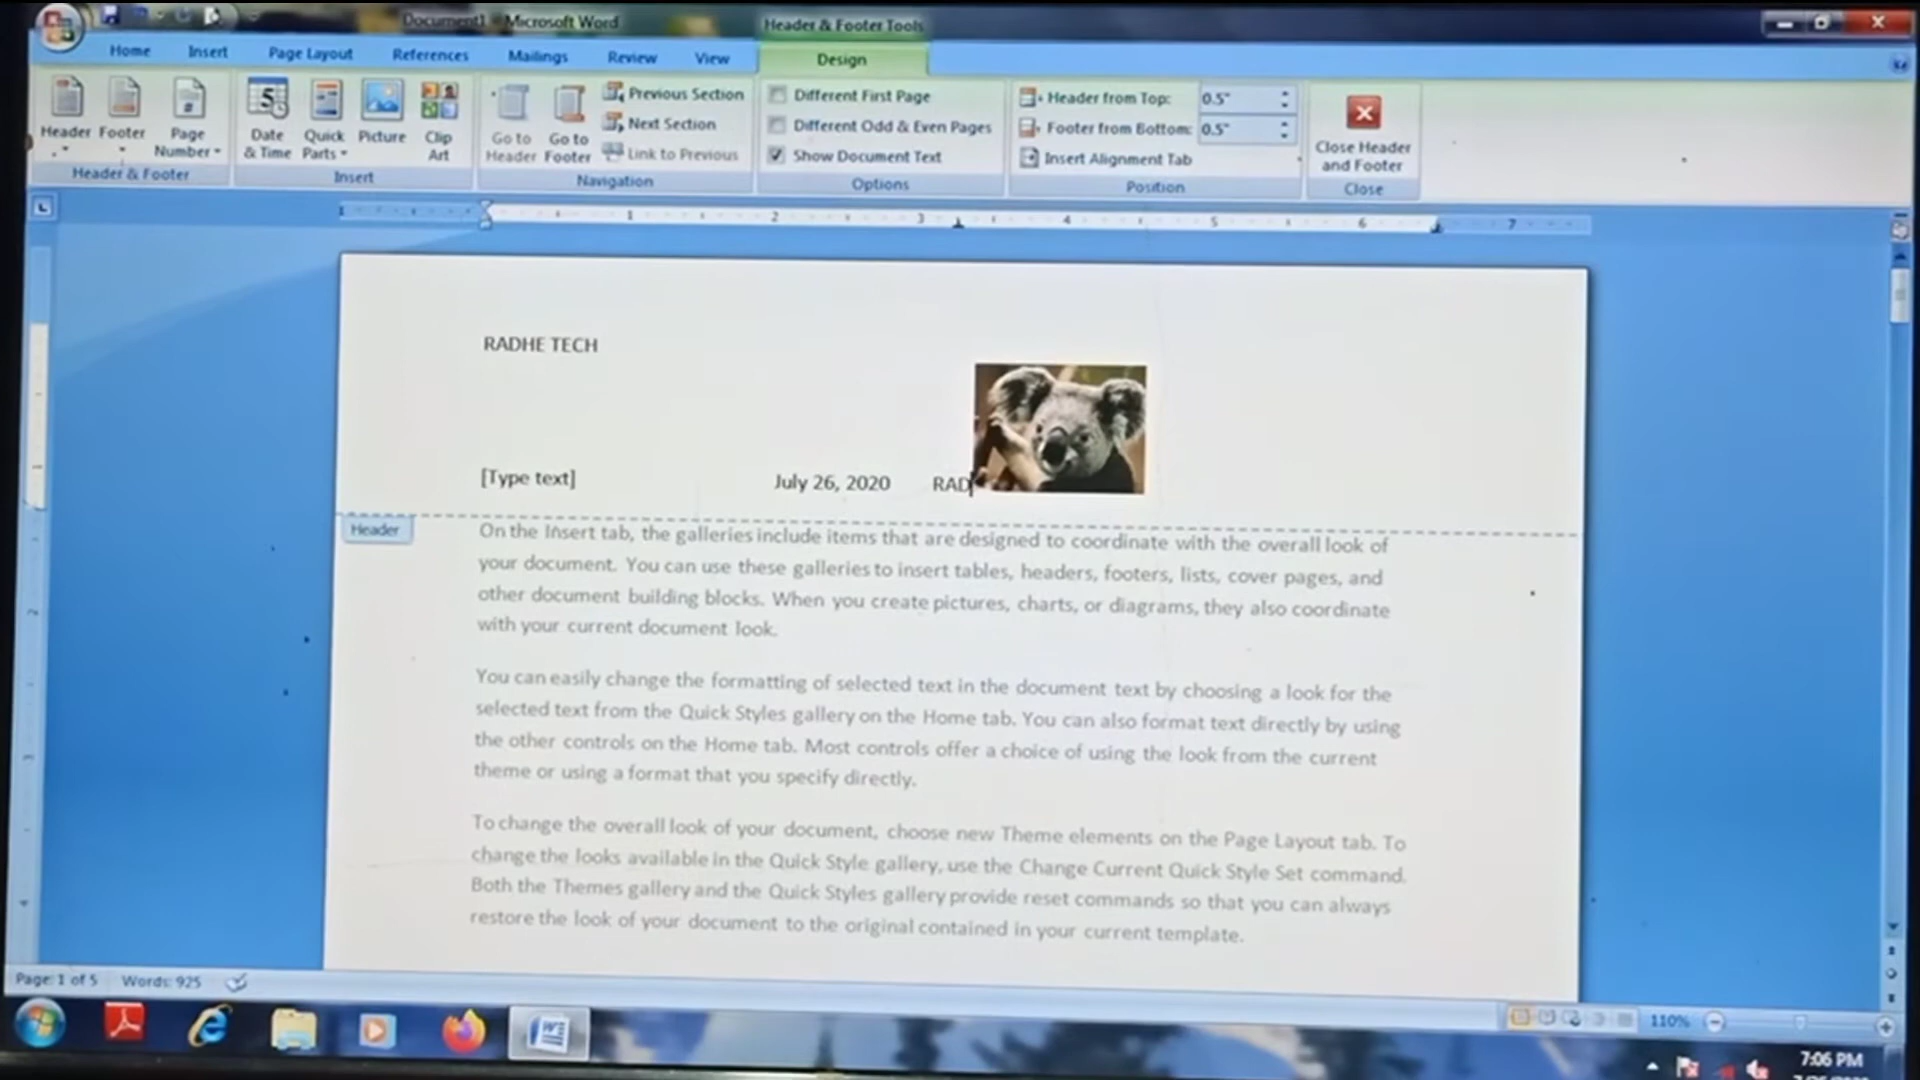 Document1 - Microsoft Word
Header & Footer Tools
Home Insert Page Layout References Mailings Review View Design
Header Footer Page Number
Date & Time Quick Parts Picture Clip Art
Go to Header Go to Footer
Previous Section
Next Section
Link to Previous
Different First Page
Different Odd & Even Pages
Show Document Text
Header from Top: 0.5"
Footer from Bottom: 0.5"
Insert Alignment Tab
Close Header and Footer
Header & Footer Insert Navigation Options Position Close
1 2 3 4 5 6 7
RADHE TECH
[Type text] July 26, 2020 RAD
Header
On the Insert tab, the galleries include items that are designed to coordinate with the overall look of
your document. You can use these galleries to insert tables, headers, footers, lists, cover pages, and
other document building blocks. When you create pictures, charts, or diagrams, they also coordinate
with your current document look.
You can easily change the formatting of selected text in the document text by choosing a look for the
selected text from the Quick Styles gallery on the Home tab. You can also format text directly by using
the other controls on the Home tab. Most controls offer a choice of using the look from the current
theme or using a format that you specify directly.
To change the overall look of your document, choose new Theme elements on the Page Layout tab. To
change the looks available in the Quick Style gallery, use the Change Current Quick Style Set command.
Both the Themes gallery and the Quick Styles gallery provide reset commands so that you can always
restore the look of your document to the original contained in your current template.
Page: 1 of 5 Words: 925
110%
7:06 PM